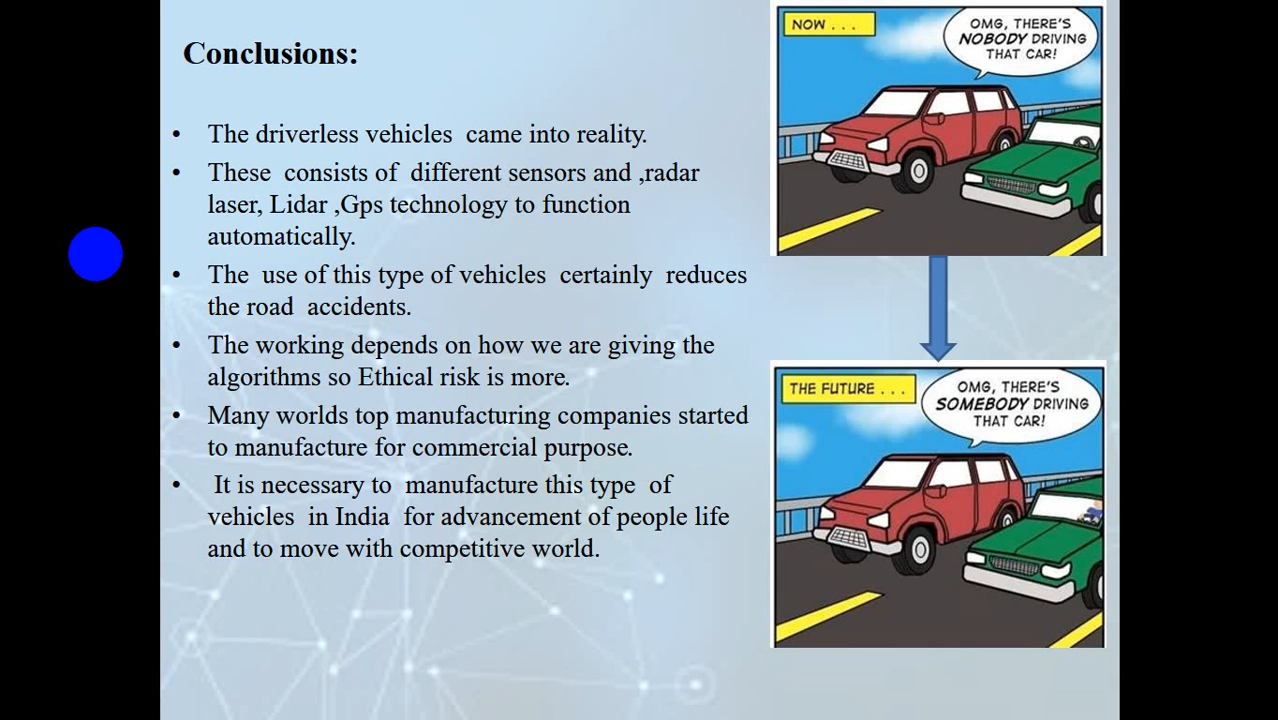 Conclusions:
• The driverless vehicles came into reality.
• These consists of different sensors and ,radar
laser, Lidar ,Gps technology to function
automatically.
• The use of this type of vehicles certainly reduces
the road accidents.
• The working depends on how we are giving the
algorithms so Ethical risk is more.
• Many worlds top manufacturing companies started
to manufacture for commercial purpose.
• It is necessary to manufacture this type of
vehicles in India for advancement of people life
and to move with competitive world.
NOW . . .
OMG, THERE'S
NOBODY DRIVING
THAT CAR!
THE FUTURE . . .
OMG, THERE'S
SOMEBODY DRIVING
THAT CAR!